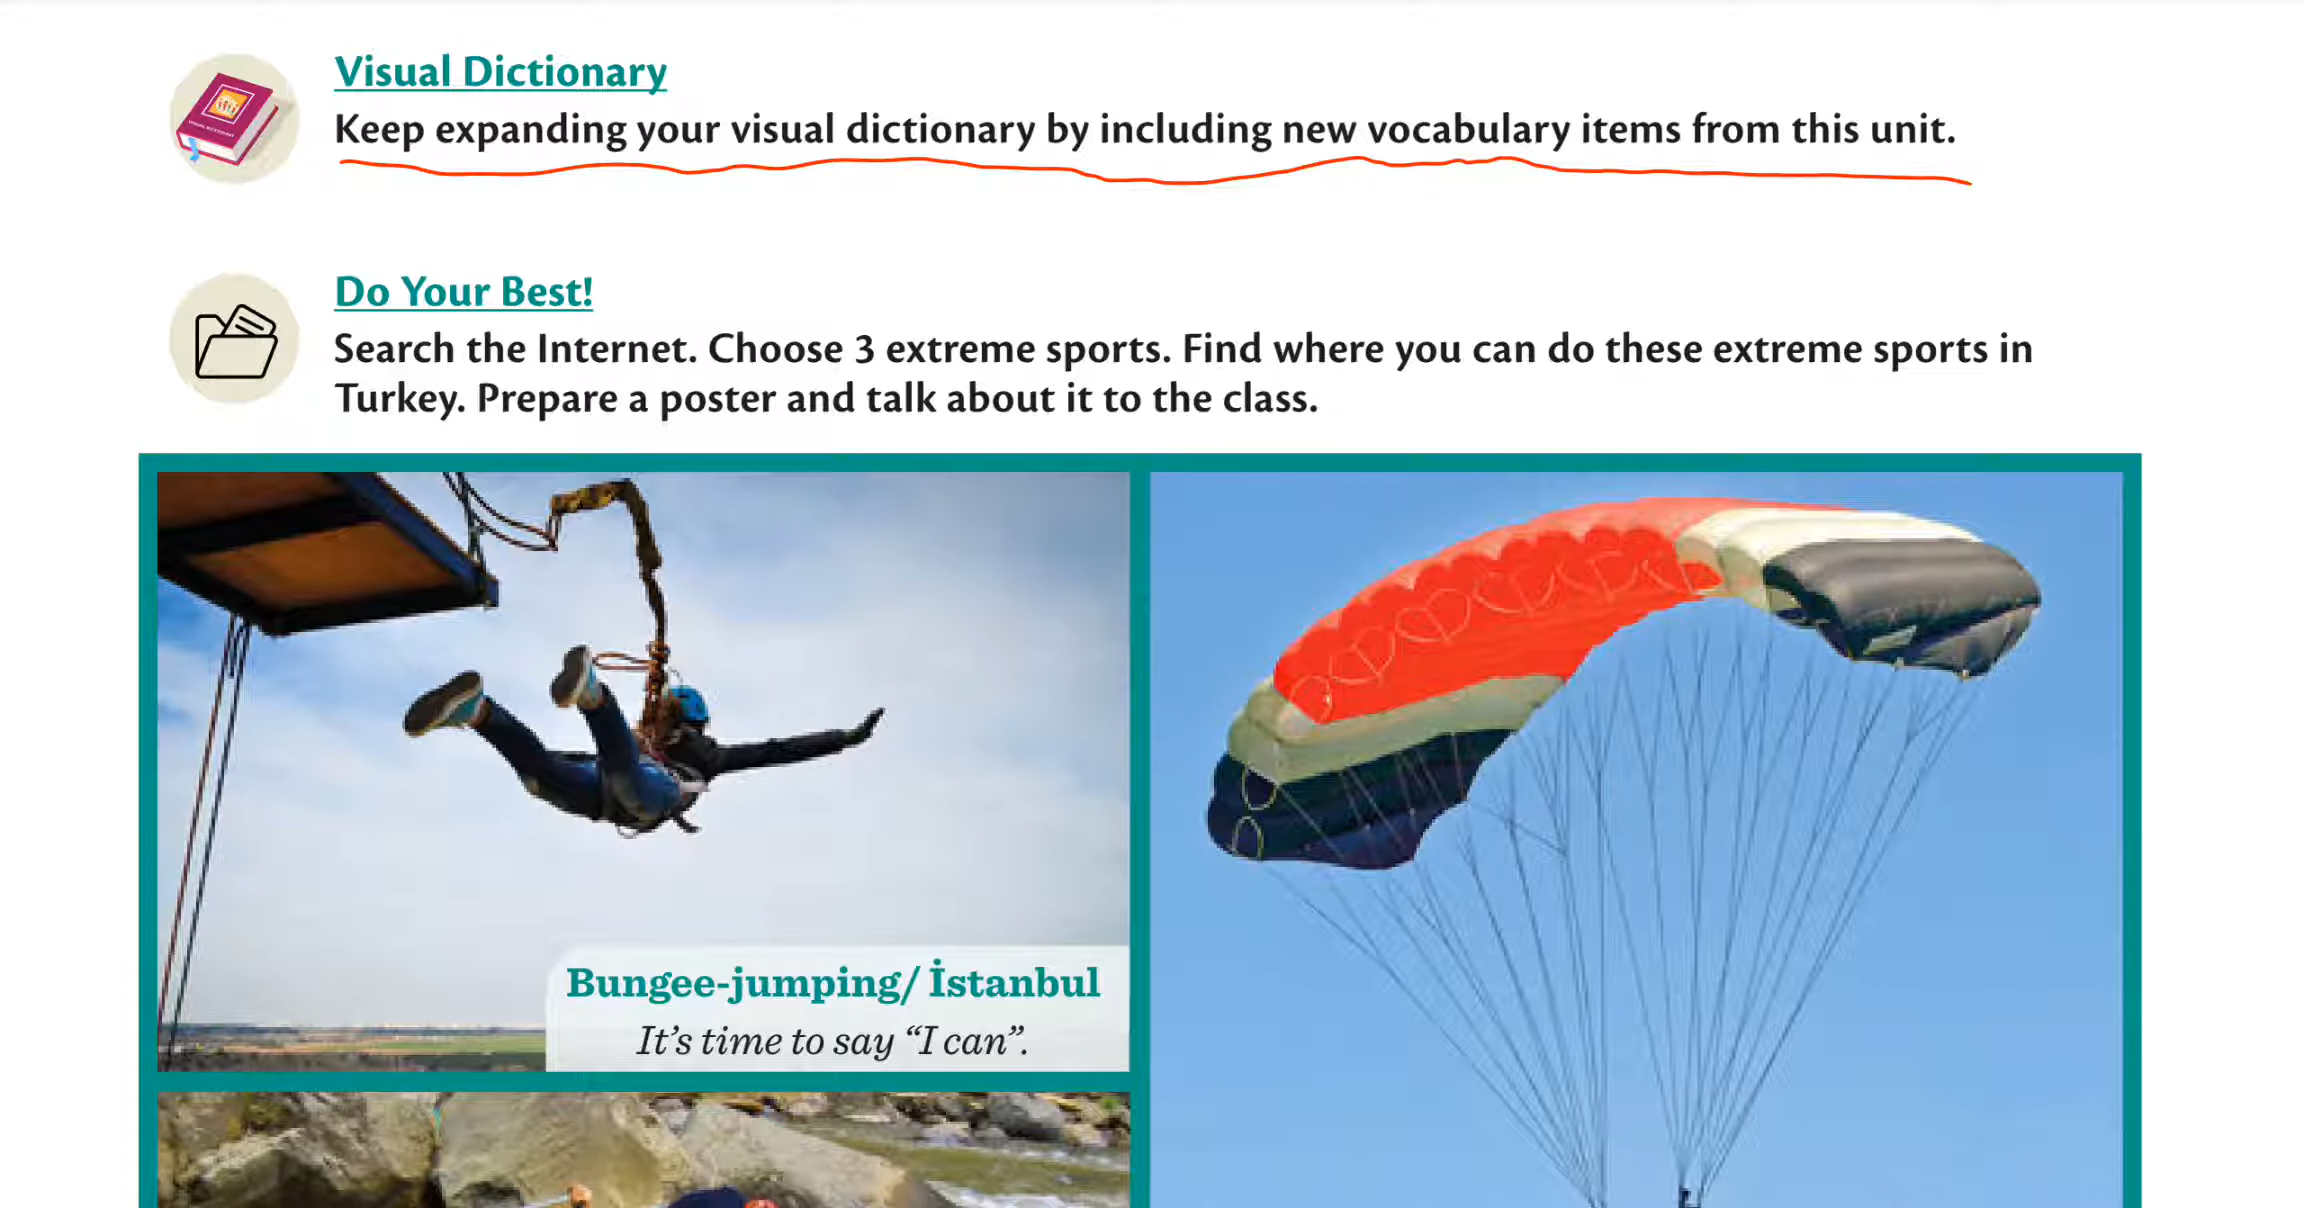 Visual Dictionary
Keep expanding your visual dictionary by including new vocabulary items from this unit.
Do Your Best!
Search the Internet. Choose 3 extreme sports. Find where you can do these extreme sports in
Turkey. Prepare a poster and talk about it to the class.
Bungee-jumping/ İstanbul
It's time to say “I can”.